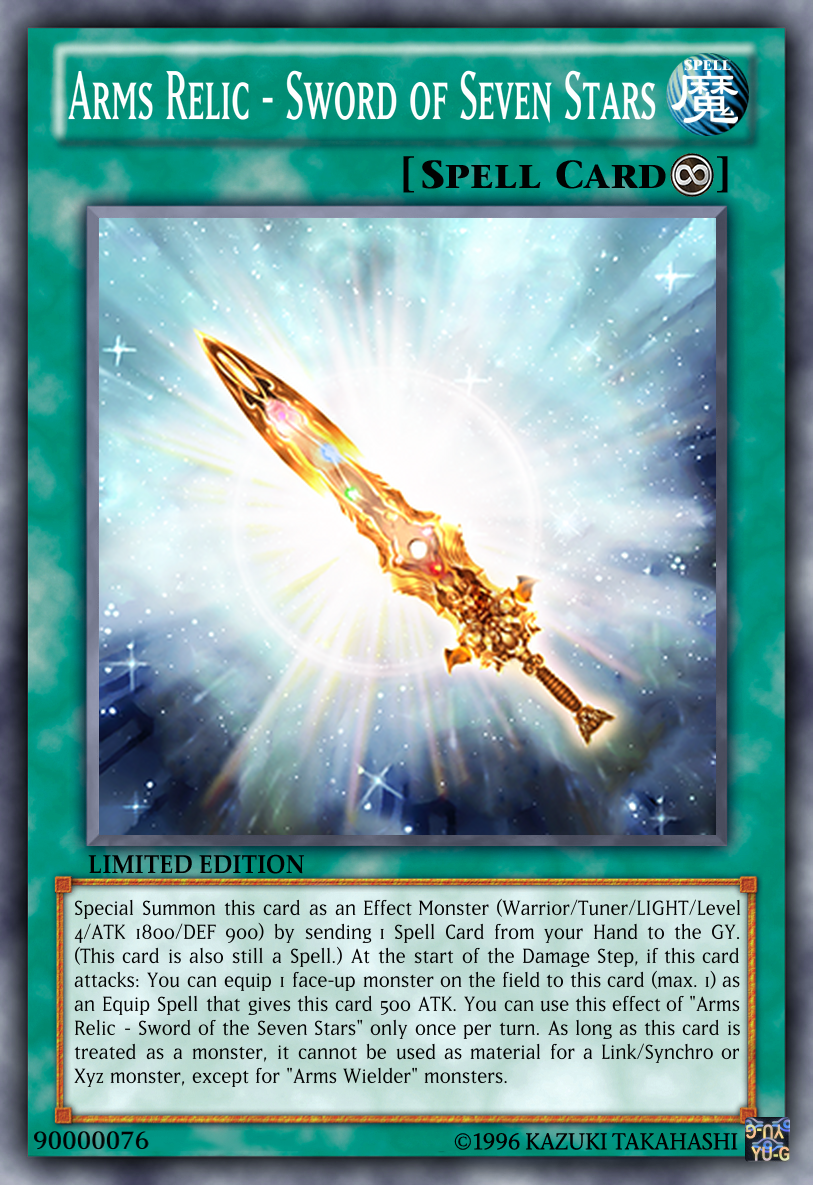 Arms Relic - Sword of Seven Stars
SPELL
魔
[Spell Card]
LIMITED EDITION
Special Summon this card as an Effect Monster (Warrior/Tuner/LIGHT/Level
4/ATK 1800/DEF 900) by sending 1 Spell Card from your Hand to the GY.
(This card is also still a Spell.) At the start of the Damage Step, if this card
attacks: You can equip 1 face-up monster on the field to this card (max. 1) as
an Equip Spell that gives this card 500 ATK. You can use this effect of "Arms
Relic - Sword of the Seven Stars" only once per turn. As long as this card is
treated as a monster, it cannot be used as material for a Link/Synchro or
Xyz monster, except for "Arms Wielder" monsters.
90000076
©1996 KAZUKI TAKAHASHI
YU-G
YU-G